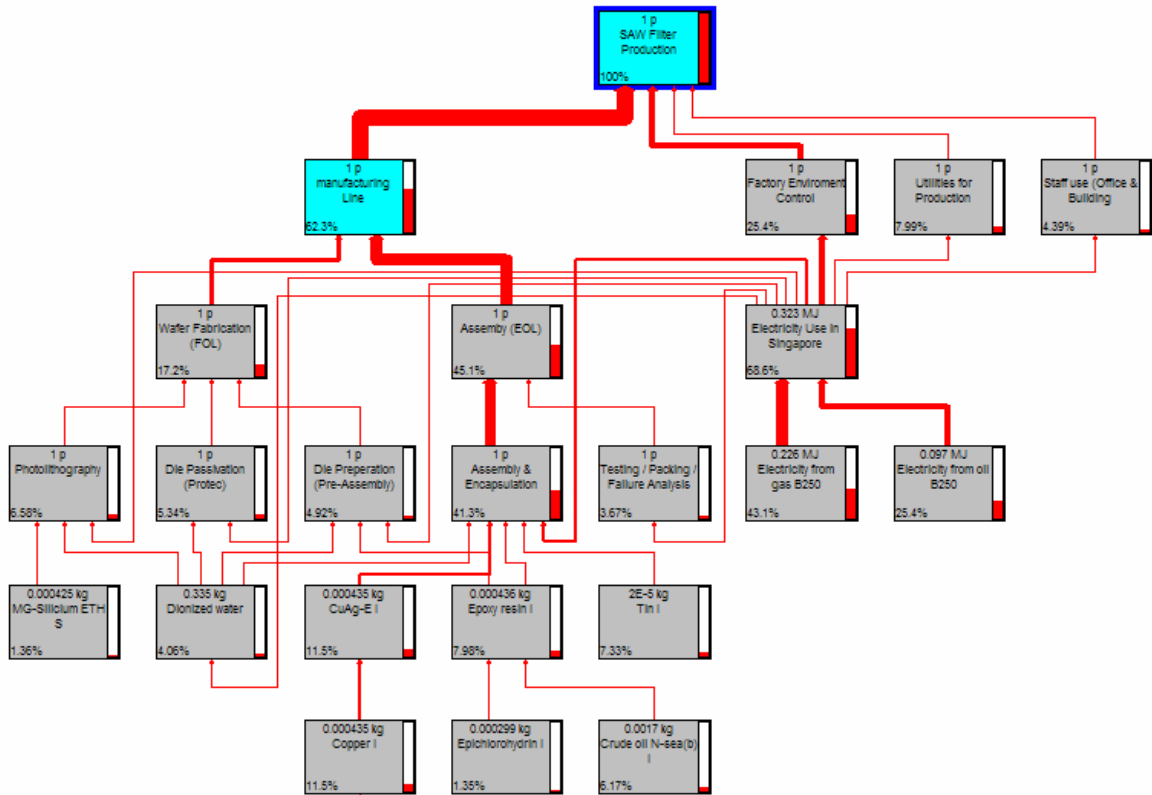 1 p
SAW Filter
Production
100%
1 p
manufacturing
Line
62.3%
1 p
Factory Enviroment
Control
25.4%
1 p
Utilities for
Production
7.99%
1 p
Staff use (Office &
Building
4.39%
1 p
Wafer Fabrication
(FOL)
17.2%
1 p
Assemby (EOL)
45.1%
0.323 MJ
Electricity Use in
Singapore
68.6%
1 p
Photolithography
6.58%
1 p
Die Passivation
(Protec)
5.34%
1 p
Die Preperation
(Pre-Assembly)
4.92%
1 p
Assembly &
Encapsulation
41.3%
1 p
Testing / Packing /
Failure Analysis
3.67%
0.226 MJ
Electricity from
gas B250
43.1%
0.097 MJ
Electricity from oil
B250
25.4%
0.000425 kg
MG-Silicium ETH
S
1.36%
0.335 kg
Dionized water
4.06%
0.000435 kg
CuAg-E I
11.5%
0.000436 kg
Epoxy resin I
7.98%
2E-5 kg
Tin I
7.33%
0.000435 kg
Copper I
11.5%
0.000299 kg
Epichlorohydrin I
1.35%
0.0017 kg
Crude oil N-sea(b)
I
6.17%